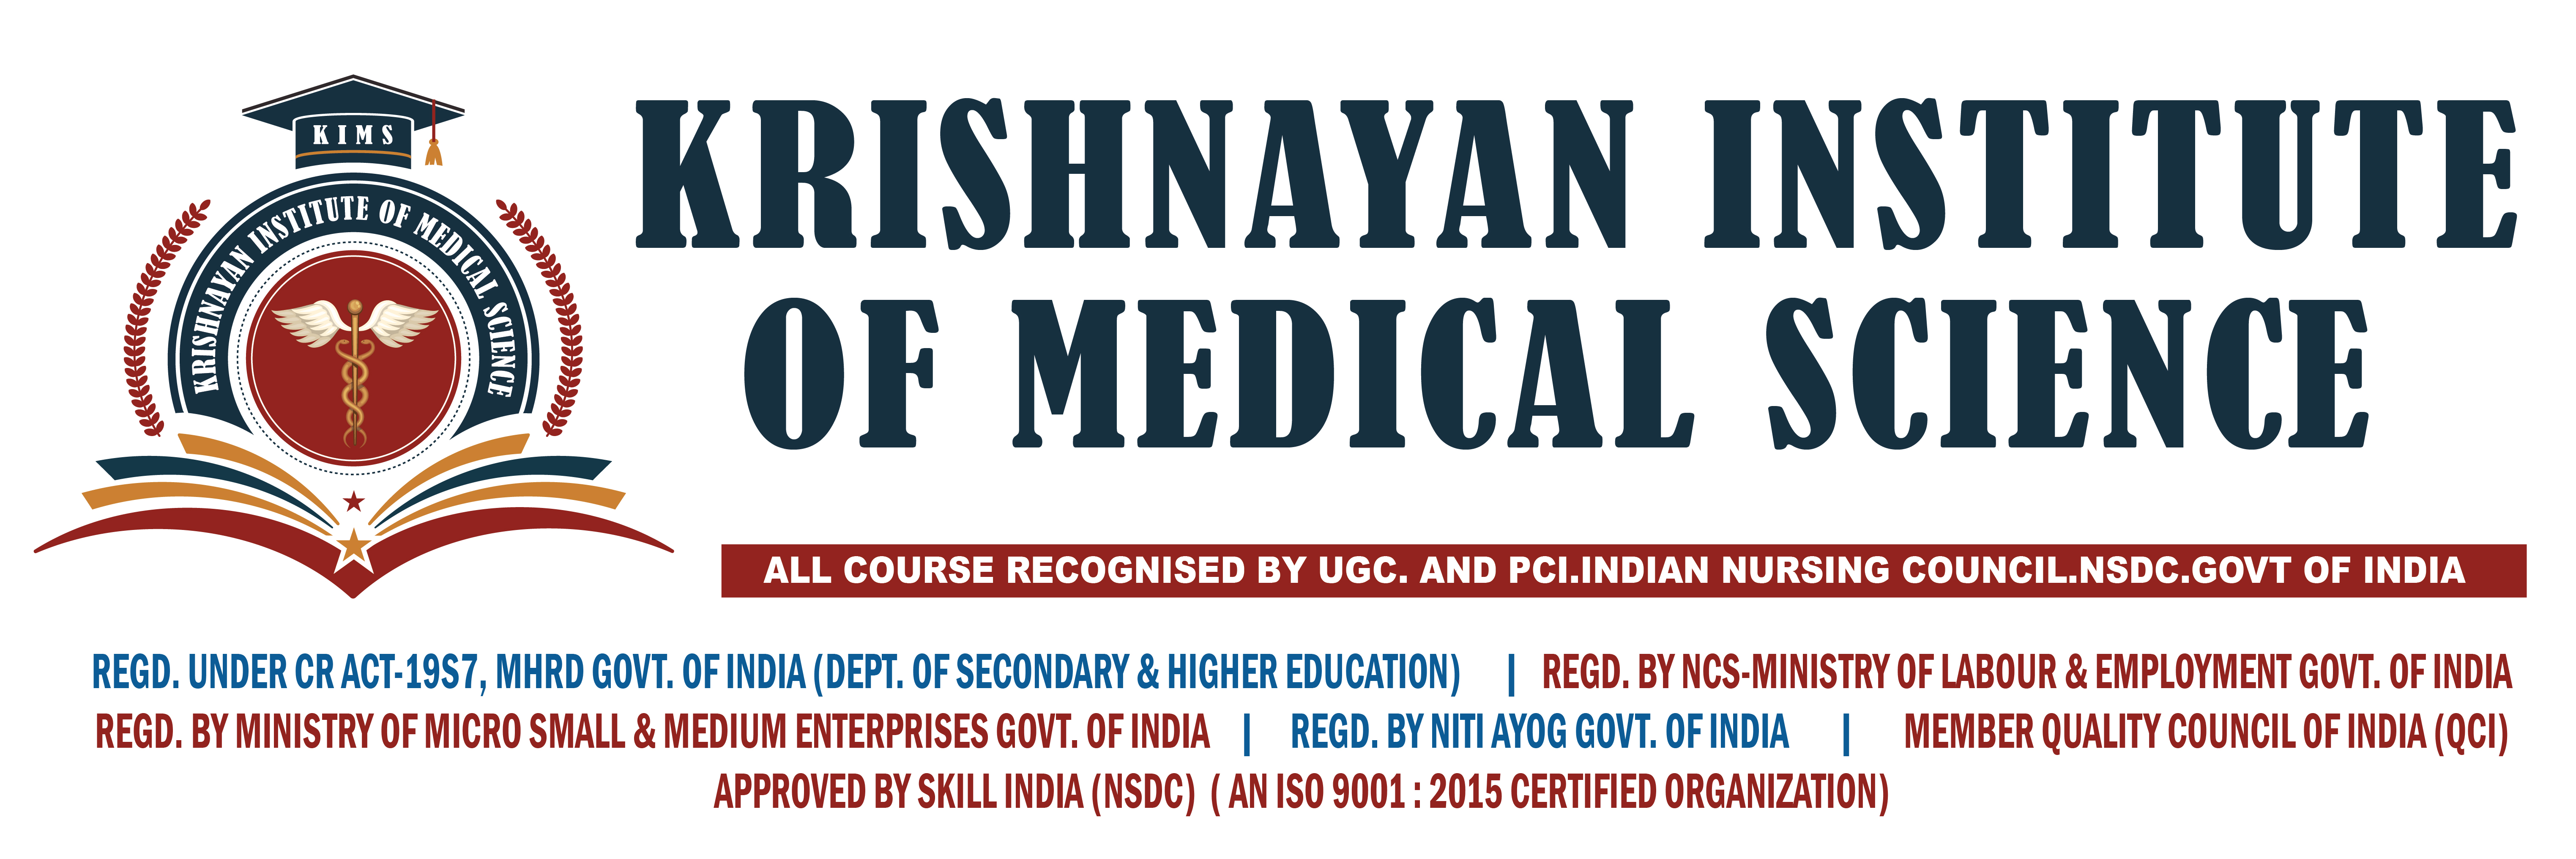 KIMS
KRISHNAYAN INSTITUTE OF MEDICAL SCIENCE
KRISHNAYAN INSTITUTE
OF MEDICAL SCIENCE
ALL COURSE RECOGNISED BY UGC. AND PCI.INDIAN NURSING COUNCIL.NSDC.GOVT OF INDIA
REGD. UNDER CR ACT-19S7, MHRD GOVT. OF INDIA (DEPT. OF SECONDARY & HIGHER EDUCATION) | REGD. BY NCS-MINISTRY OF LABOUR & EMPLOYMENT GOVT. OF INDIA
REGD. BY MINISTRY OF MICRO SMALL & MEDIUM ENTERPRISES GOVT. OF INDIA | REGD. BY NITI AYOG GOVT. OF INDIA | MEMBER QUALITY COUNCIL OF INDIA (QCI)
APPROVED BY SKILL INDIA (NSDC) ( AN ISO 9001 : 2015 CERTIFIED ORGANIZATION)